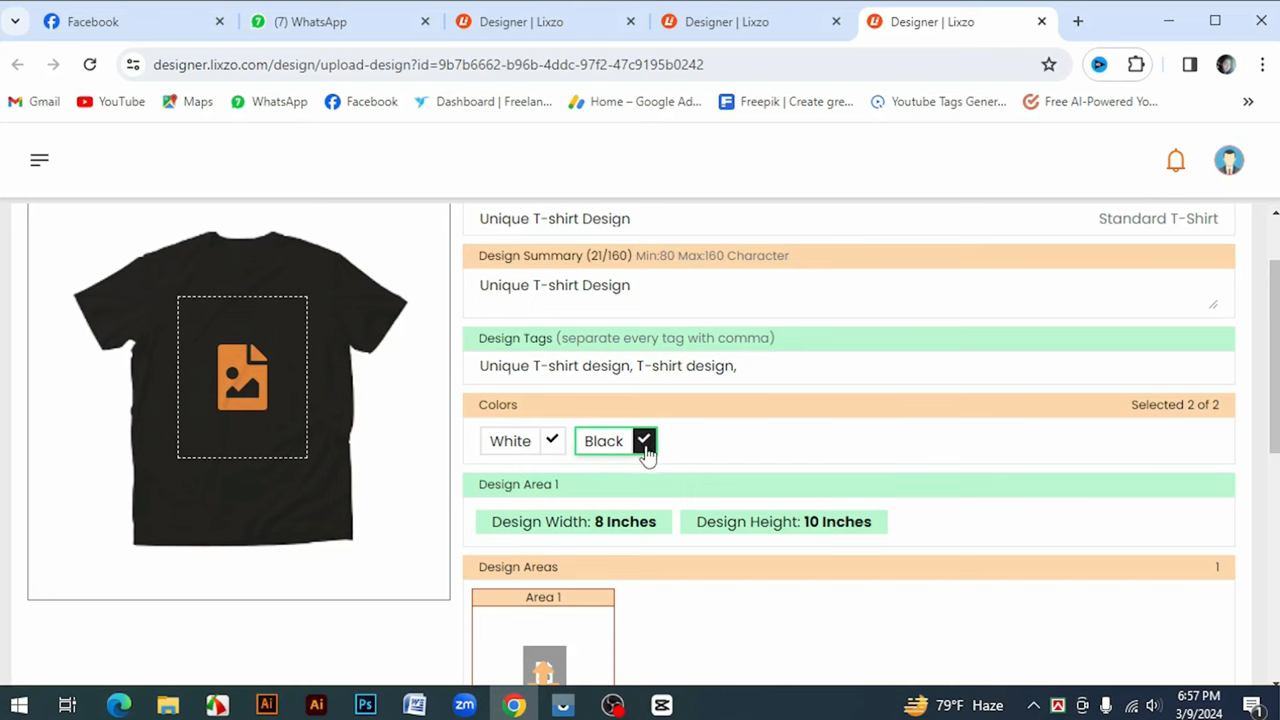 Facebook
(7) WhatsApp
Designer | Lixzo
Designer | Lixzo
Designer | Lixzo
designer.lixzo.com/design/upload-design?id=9b7b6662-b96b-4ddc-97f2-47c9195b0242
Gmail
YouTube
Maps
WhatsApp
Facebook
Dashboard | Freelan...
Home – Google Ad...
Freepik | Create gre...
Youtube Tags Gener...
Free AI-Powered Yo...
Unique T-shirt Design
Standard T-Shirt
Design Summary (21/160) Min:80 Max:160 Character
Unique T-shirt Design
Design Tags (separate every tag with comma)
Unique T-shirt design, T-shirt design,
Colors
Selected 2 of 2
White
Black
Design Area 1
Design Width: 8 Inches
Design Height: 10 Inches
Design Areas
1
Area 1
Ai
Ai
Ps
zm
79°F Haze
6:57 PM
3/9/2024
1